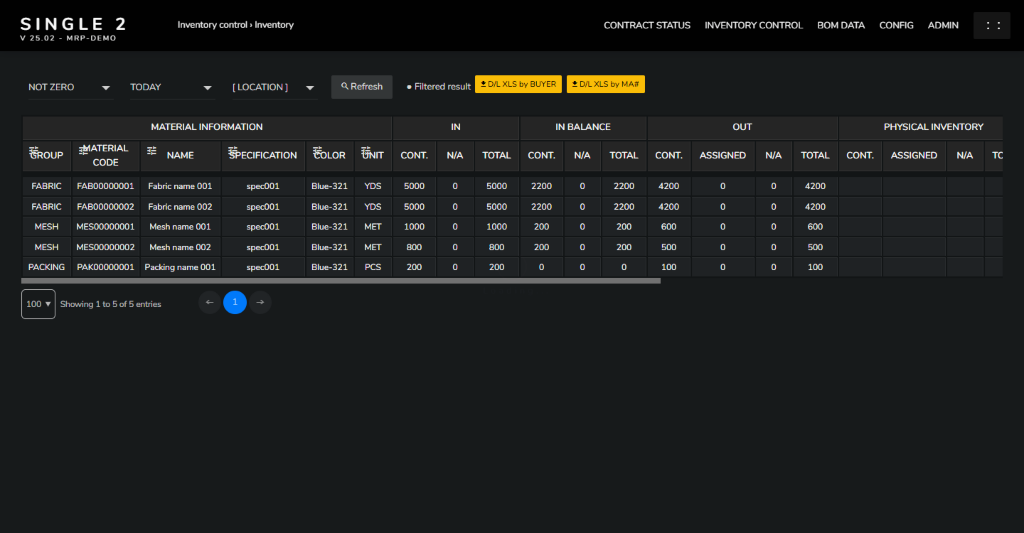 SINGLE 2
V 25.02 - MRP-DEMO
Inventory control › Inventory
CONTRACT STATUS INVENTORY CONTROL BOM DATA CONFIG ADMIN
NOT ZERO TODAY [ LOCATION ] Refresh ● Filtered result D/L XLS by BUYER D/L XLS by MA#
MATERIAL INFORMATION IN IN BALANCE OUT PHYSICAL INVENTORY
GROUP MATERIAL CODE NAME SPECIFICATION COLOR UNIT CONT. N/A TOTAL CONT. N/A TOTAL CONT. ASSIGNED N/A TOTAL CONT. ASSIGNED N/A TO
FABRIC FAB00000001 Fabric name 001 spec001 Blue-321 YDS 5000 0 5000 2200 0 2200 4200 0 0 4200
FABRIC FAB00000002 Fabric name 002 spec001 Blue-321 YDS 5000 0 5000 2200 0 2200 4200 0 0 4200
MESH MES00000001 Mesh name 001 spec001 Blue-321 MET 1000 0 1000 200 0 200 600 0 0 600
MESH MES00000002 Mesh name 002 spec001 Blue-321 MET 800 0 800 200 0 200 500 0 0 500
PACKING PAK00000001 Packing name 001 spec001 Blue-321 PCS 200 0 200 0 0 0 100 0 0 100
100 Showing 1 to 5 of 5 entries ← 1 →